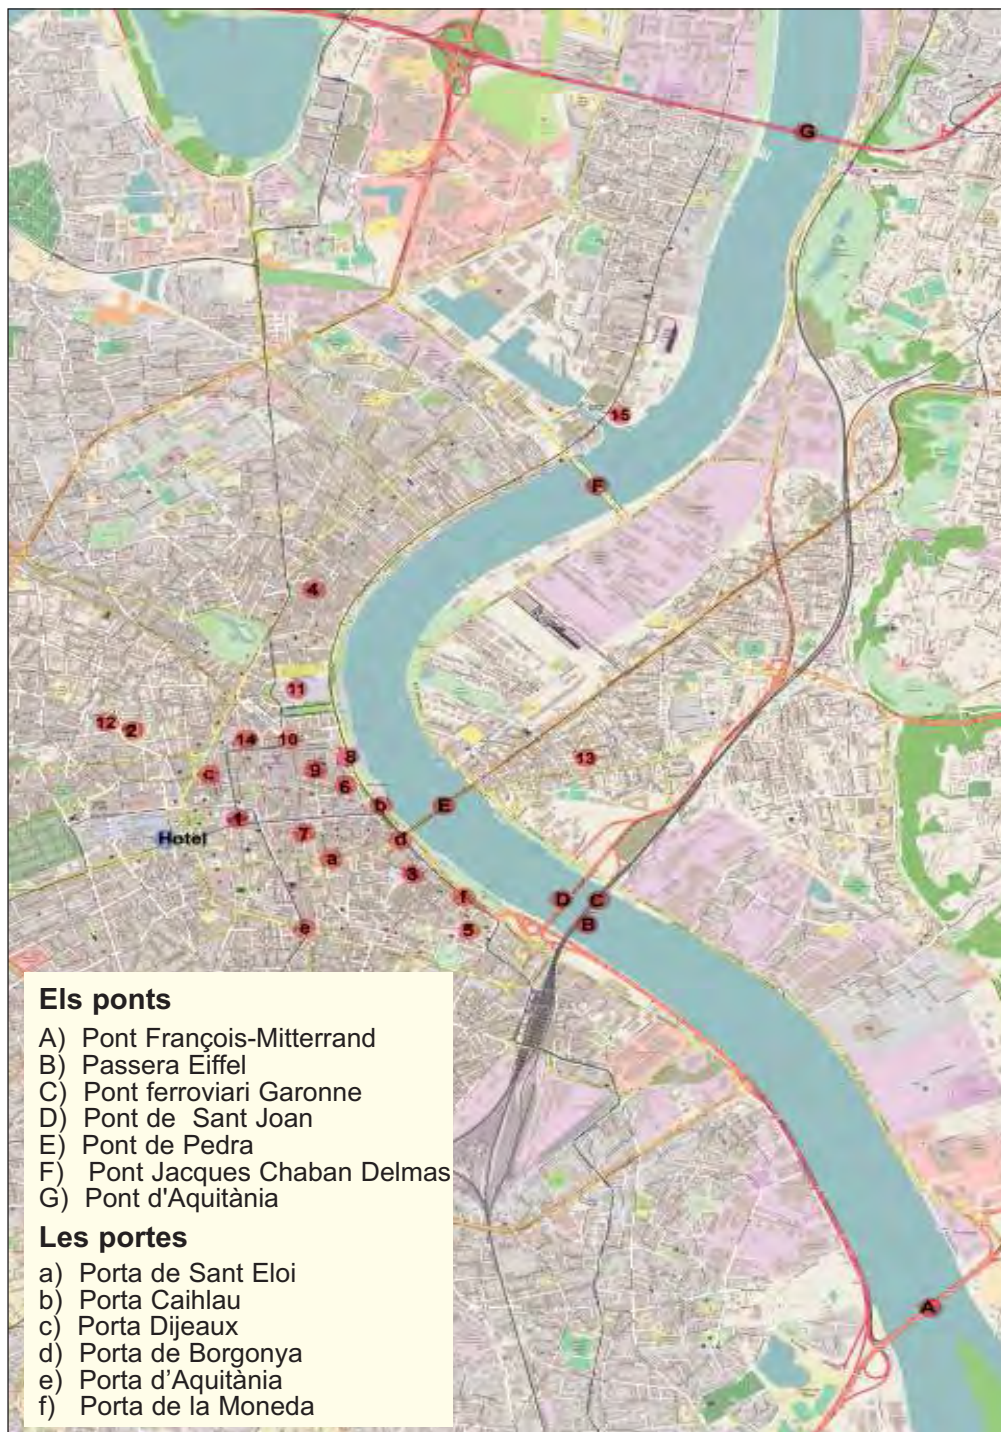 G
15
F
4
11
12
2
14
10
8
c
9
6
13
b
E
1
Hotel
7
d
a
3
f
D
C
e
5
B
Els ponts
A) Pont François-Mitterrand
B) Passera Eiffel
C) Pont ferroviari Garonne
D) Pont de Sant Joan
E) Pont de Pedra
F) Pont Jacques Chaban Delmas
G) Pont d'Aquitània
Les portes
a) Porta de Sant Eloi
b) Porta Caihlau
c) Porta Dijeaux
d) Porta de Borgonya
e) Porta d’Aquitània
f) Porta de la Moneda
A